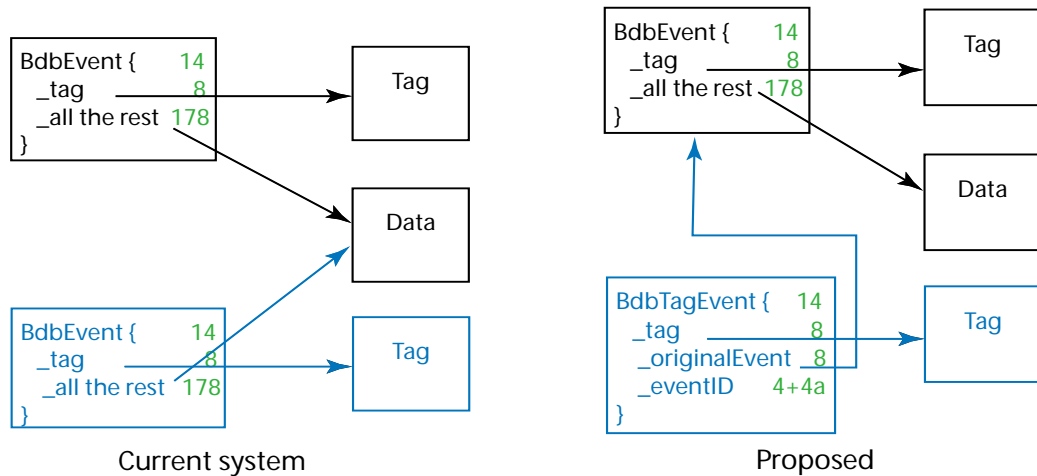 BdbEvent { 14
_tag 8
_all the rest 178
}
Tag
Data
BdbEvent { 14
_tag 8
_all the rest 178
}
Tag
Current system
BdbEvent { 14
_tag 8
_all the rest 178
}
Tag
Data
BdbTagEvent { 14
_tag 8
_originalEvent 8
_eventID 4+4a
}
Tag
Proposed